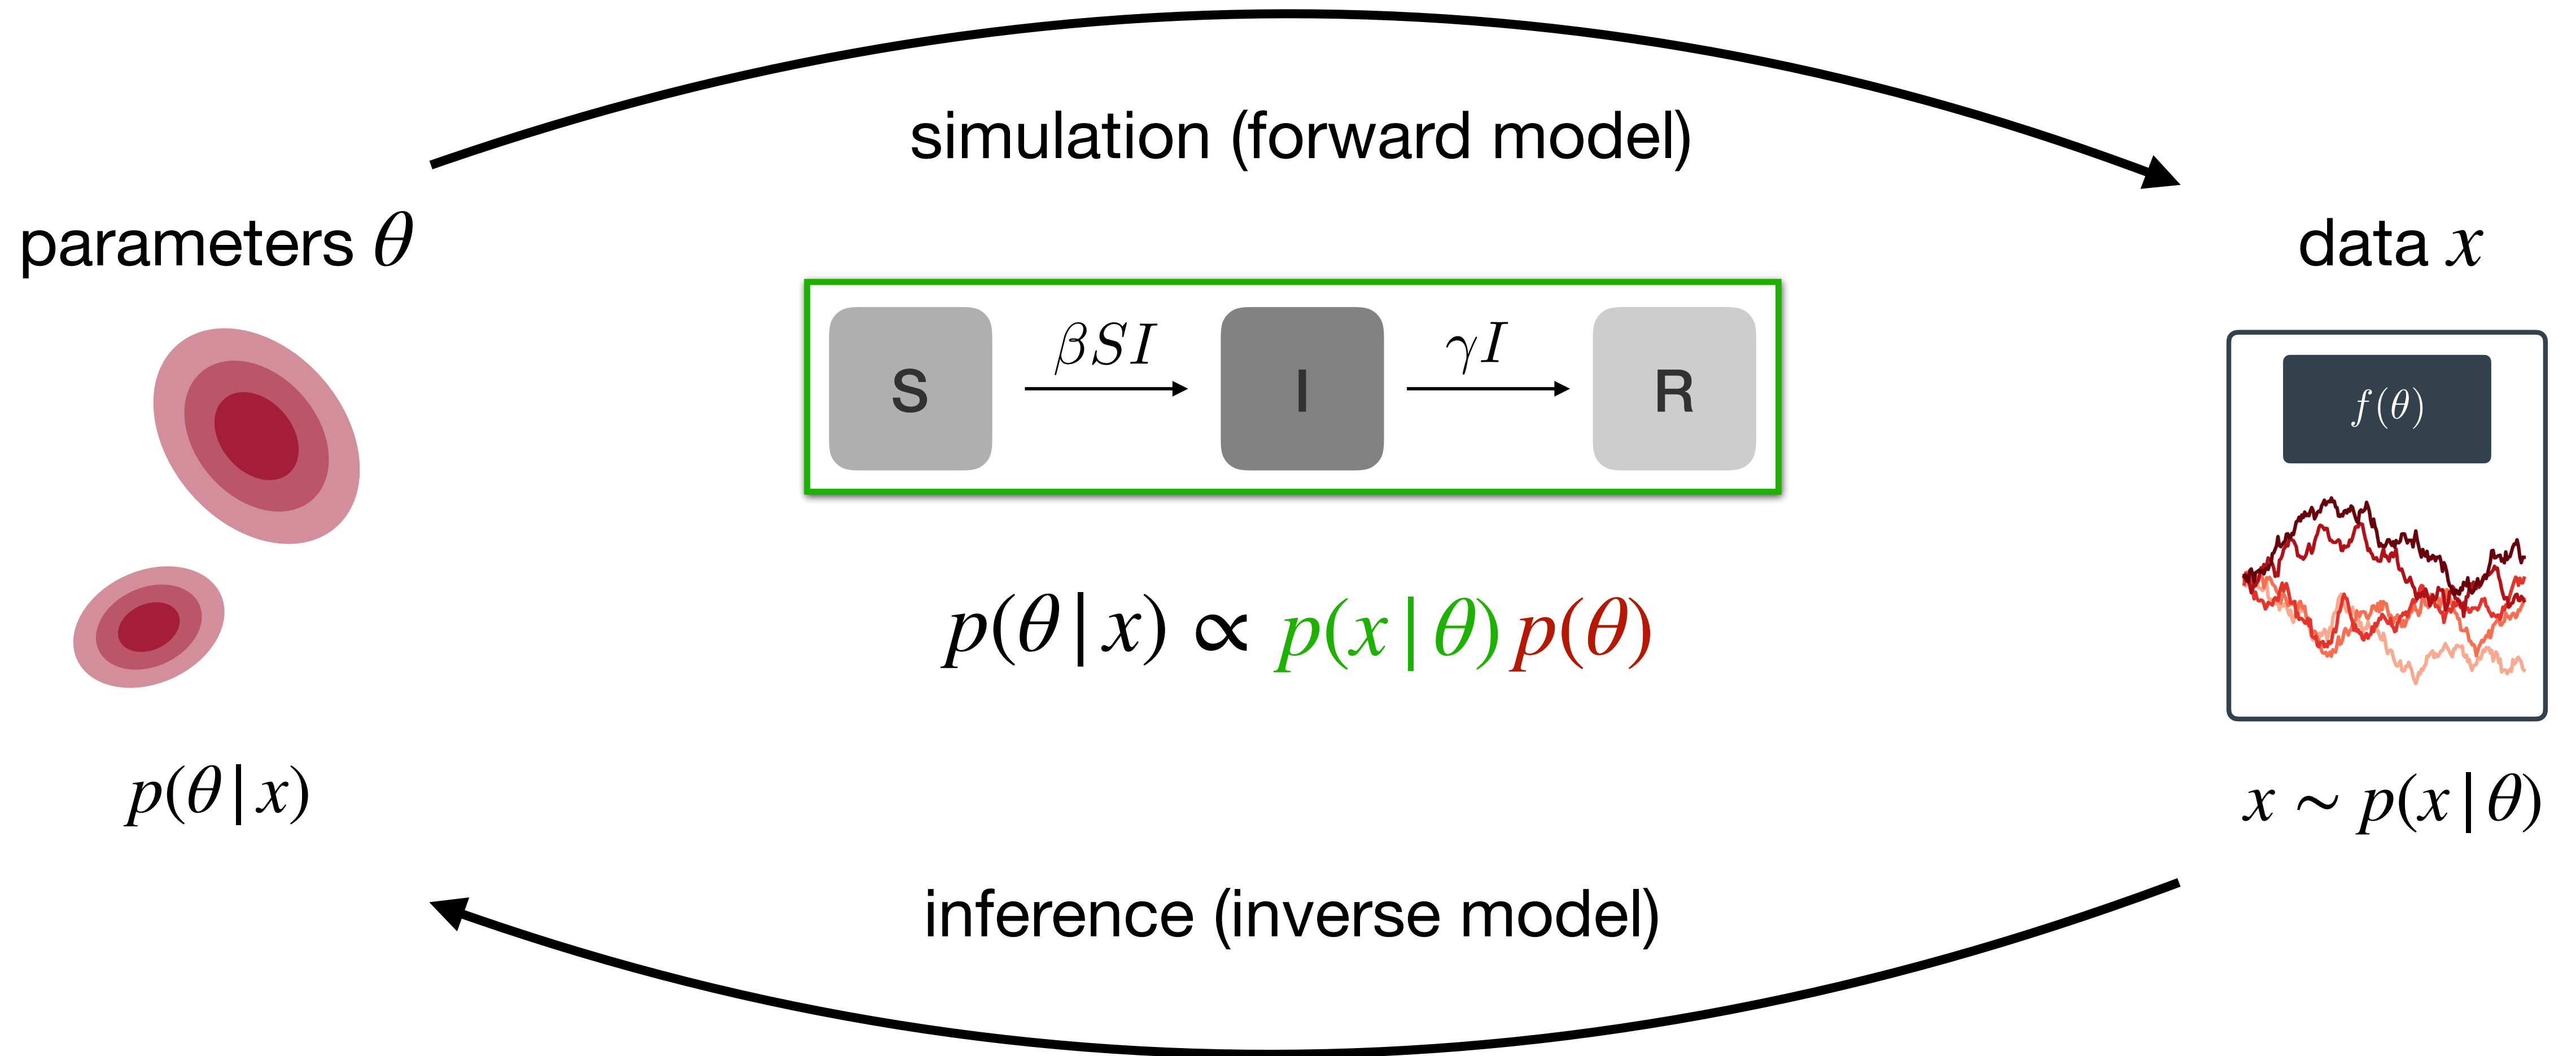 simulation (forward model)
parameters θ
data x
S
βSI
I
γI
R
f(θ)
p(θ|x) ∝ p(x|θ) p(θ)
p(θ|x)
x ∼ p(x|θ)
inference (inverse model)